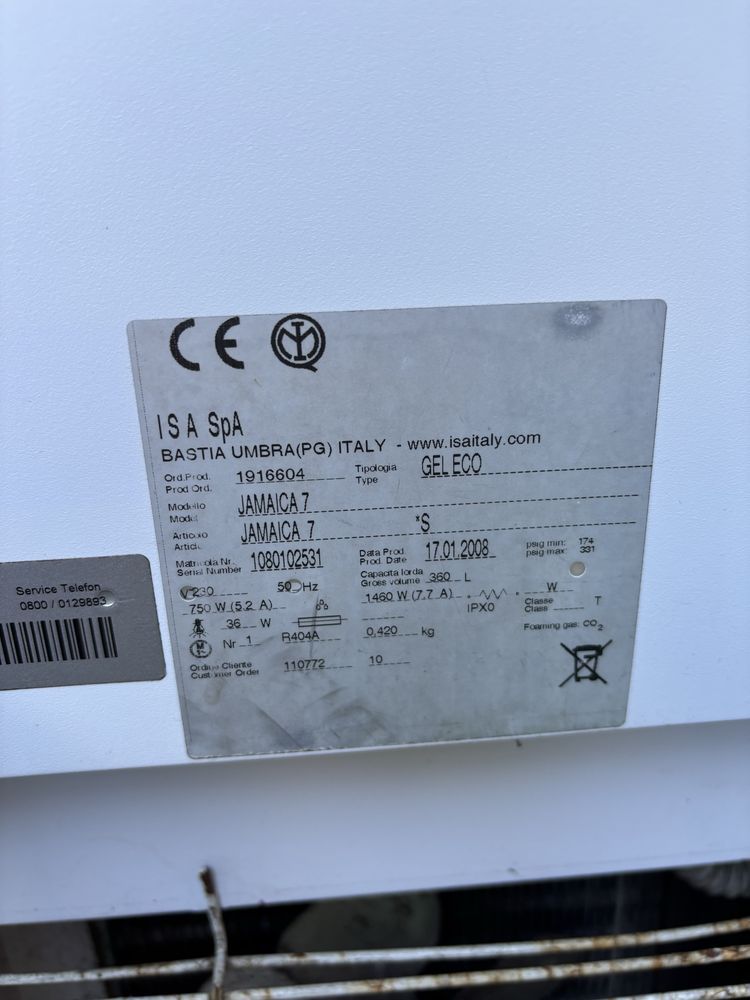 CE IMQ
ISA SpA
BASTIA UMBRA(PG) ITALY - www.isaitaly.com
Ord.Prod. 1916604 Tipologia GELECO
Prod Ord. Type
Modello JAMAICA 7
Model
Articolo JAMAICA 7 *S
Article
Matricola Nr. 1080102531 Data Prod. 17.01.2008 psig min: 174
Serial Number Prod. Date psig max: 331
V 230 50 Hz Capacita lorda 360 L
Gross volume
750 W (5.2 A) 1460 W (7.7 A) - W
IPX0 Classe T
Class
36 W
Nr 1 R404A 0,420 kg Foaming gas: CO2
Ordine Cliente 110772 10
Customer Order
Service Telefon
0800 / 0129893